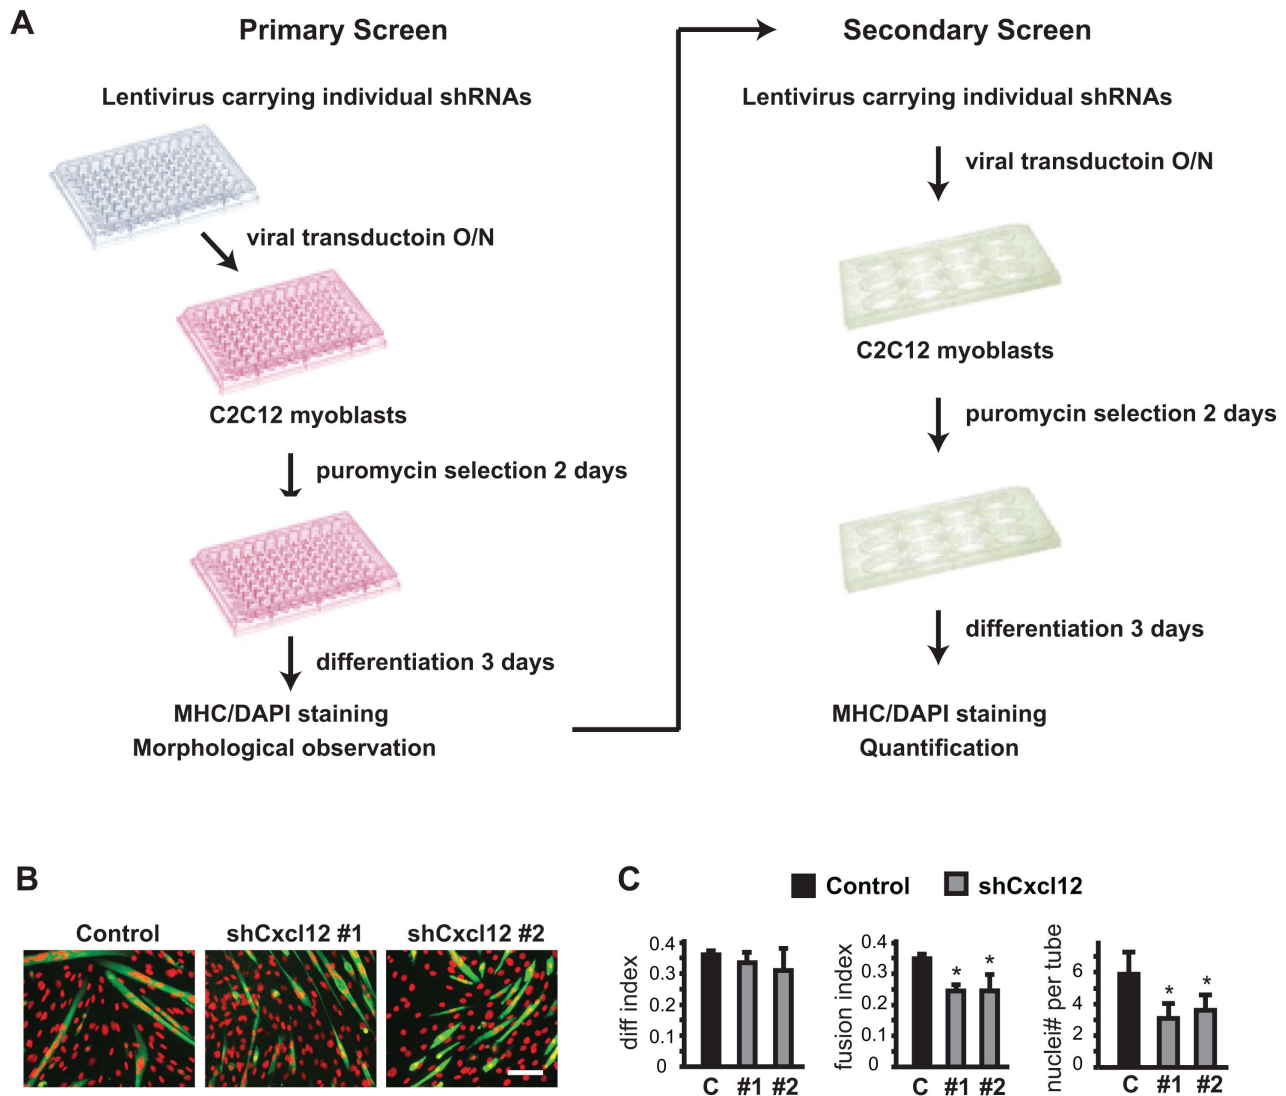 A
Primary Screen
Lentivirus carrying individual shRNAs
viral transductoin O/N
C2C12 myoblasts
puromycin selection 2 days
differentiation 3 days
MHC/DAPI staining
Morphological observation
Secondary Screen
Lentivirus carrying individual shRNAs
viral transductoin O/N
C2C12 myoblasts
puromycin selection 2 days
differentiation 3 days
MHC/DAPI staining
Quantification
B
Control
shCxcl12 #1
shCxcl12 #2
C
Control
shCxcl12
diff index
0.4
0.3
0.2
0.1
0
C #1 #2
fusion index
0.4
0.3
0.2
0.1
0
* *
C #1 #2
nuclei# per tube
6
4
2
0
* *
C #1 #2